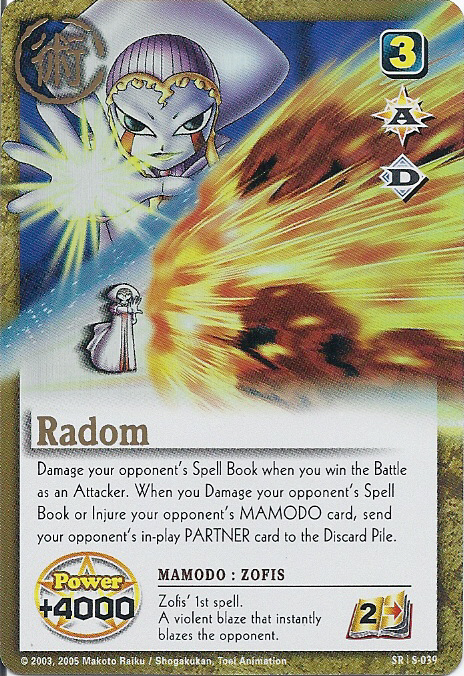 術
3
A
D
Radom
Damage your opponent's Spell Book when you win the Battle
as an Attacker. When you Damage your opponent's Spell
Book or Injure your opponent's MAMODO card, send
your opponent's in-play PARTNER card to the Discard Pile.
Power
+4000
MAMODO : ZOFIS
Zofis' 1st spell.
A violent blaze that instantly
blazes the opponent.
2
© 2003, 2005 Makoto Raiku / Shogakukan, Toei Animation
SR | S-039